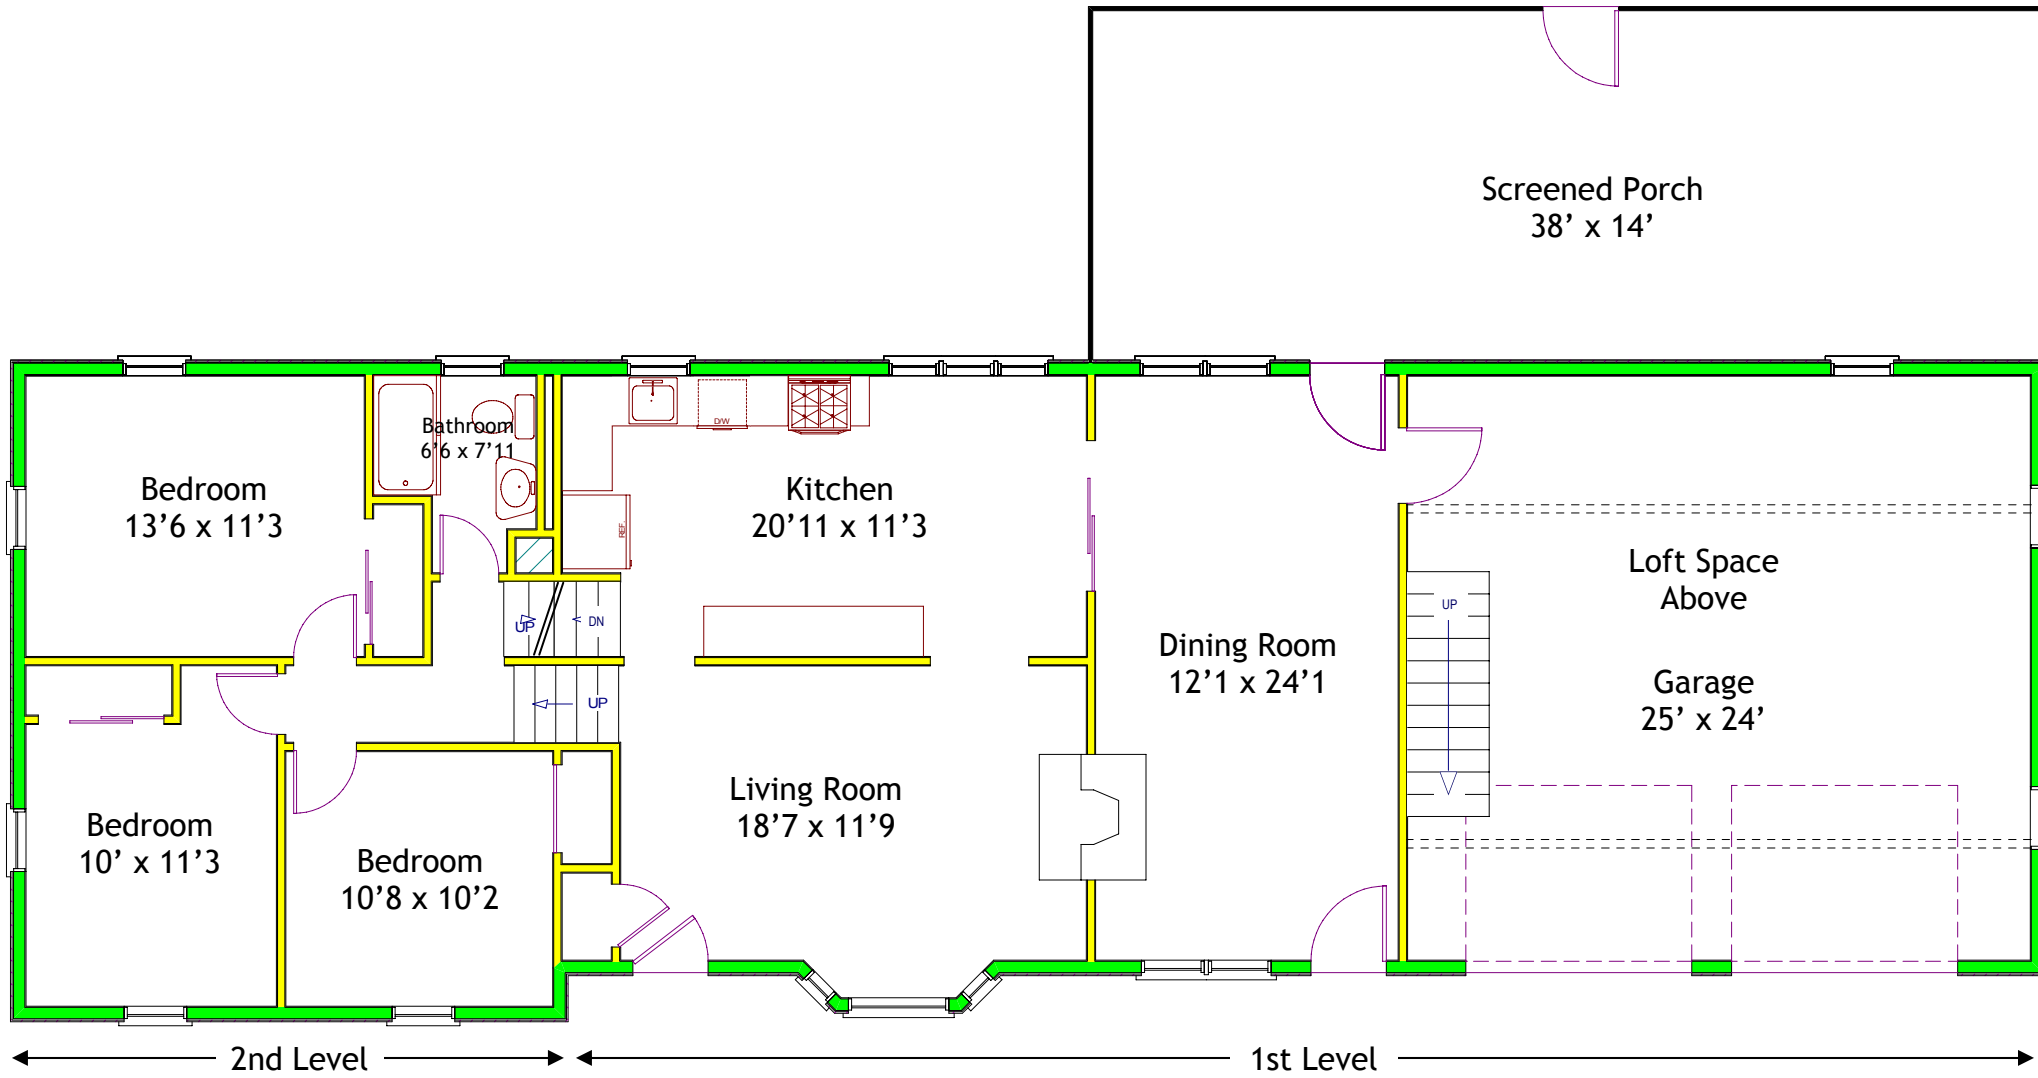 Screened Porch
38’ x 14’
Bathroom
6’6 x 7’11
D/W
Bedroom
13’6 x 11’3
Kitchen
20’11 x 11’3
REF.
Loft Space
Above
UP
DN
UP
Dining Room
12’1 x 24’1
Garage
25’ x 24’
UP
Living Room
18’7 x 11’9
Bedroom
10’ x 11’3
Bedroom
10’8 x 10’2
2nd Level
1st Level